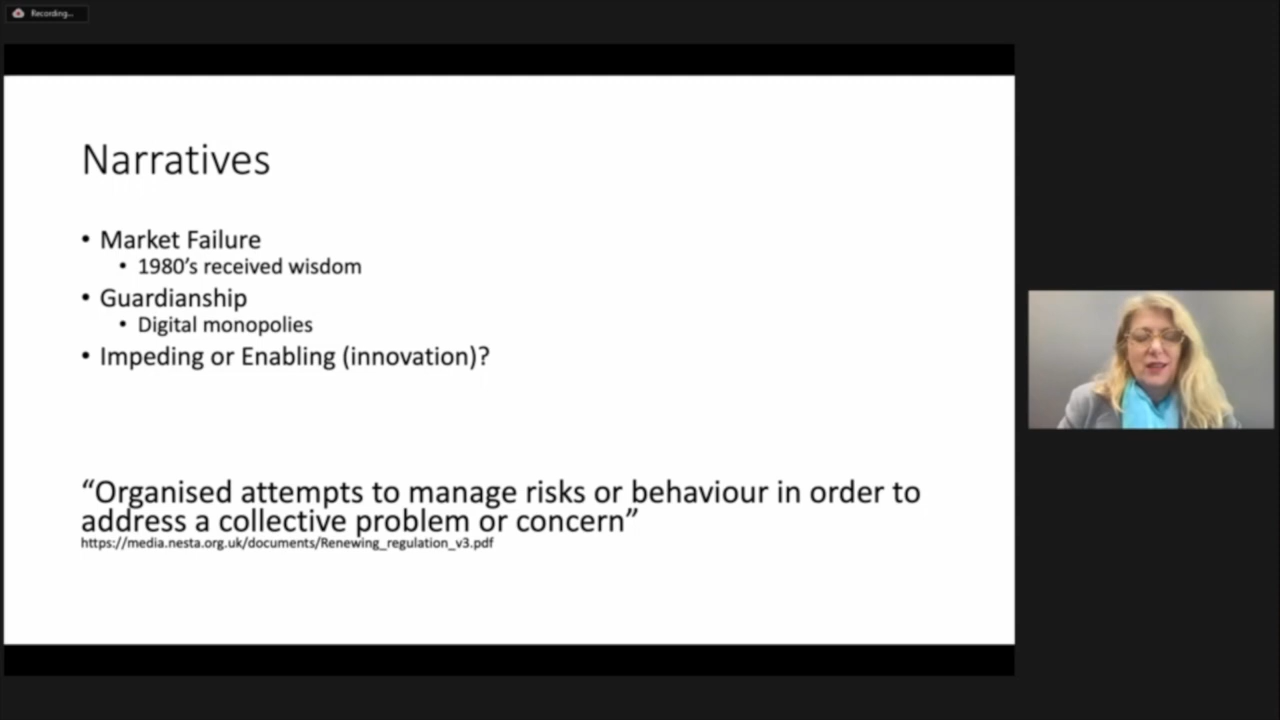 Recording...
Narratives
• Market Failure
• 1980’s received wisdom
• Guardianship
• Digital monopolies
• Impeding or Enabling (innovation)?
“Organised attempts to manage risks or behaviour in order to
address a collective problem or concern”
https://media.nesta.org.uk/documents/Renewing_regulation_v3.pdf